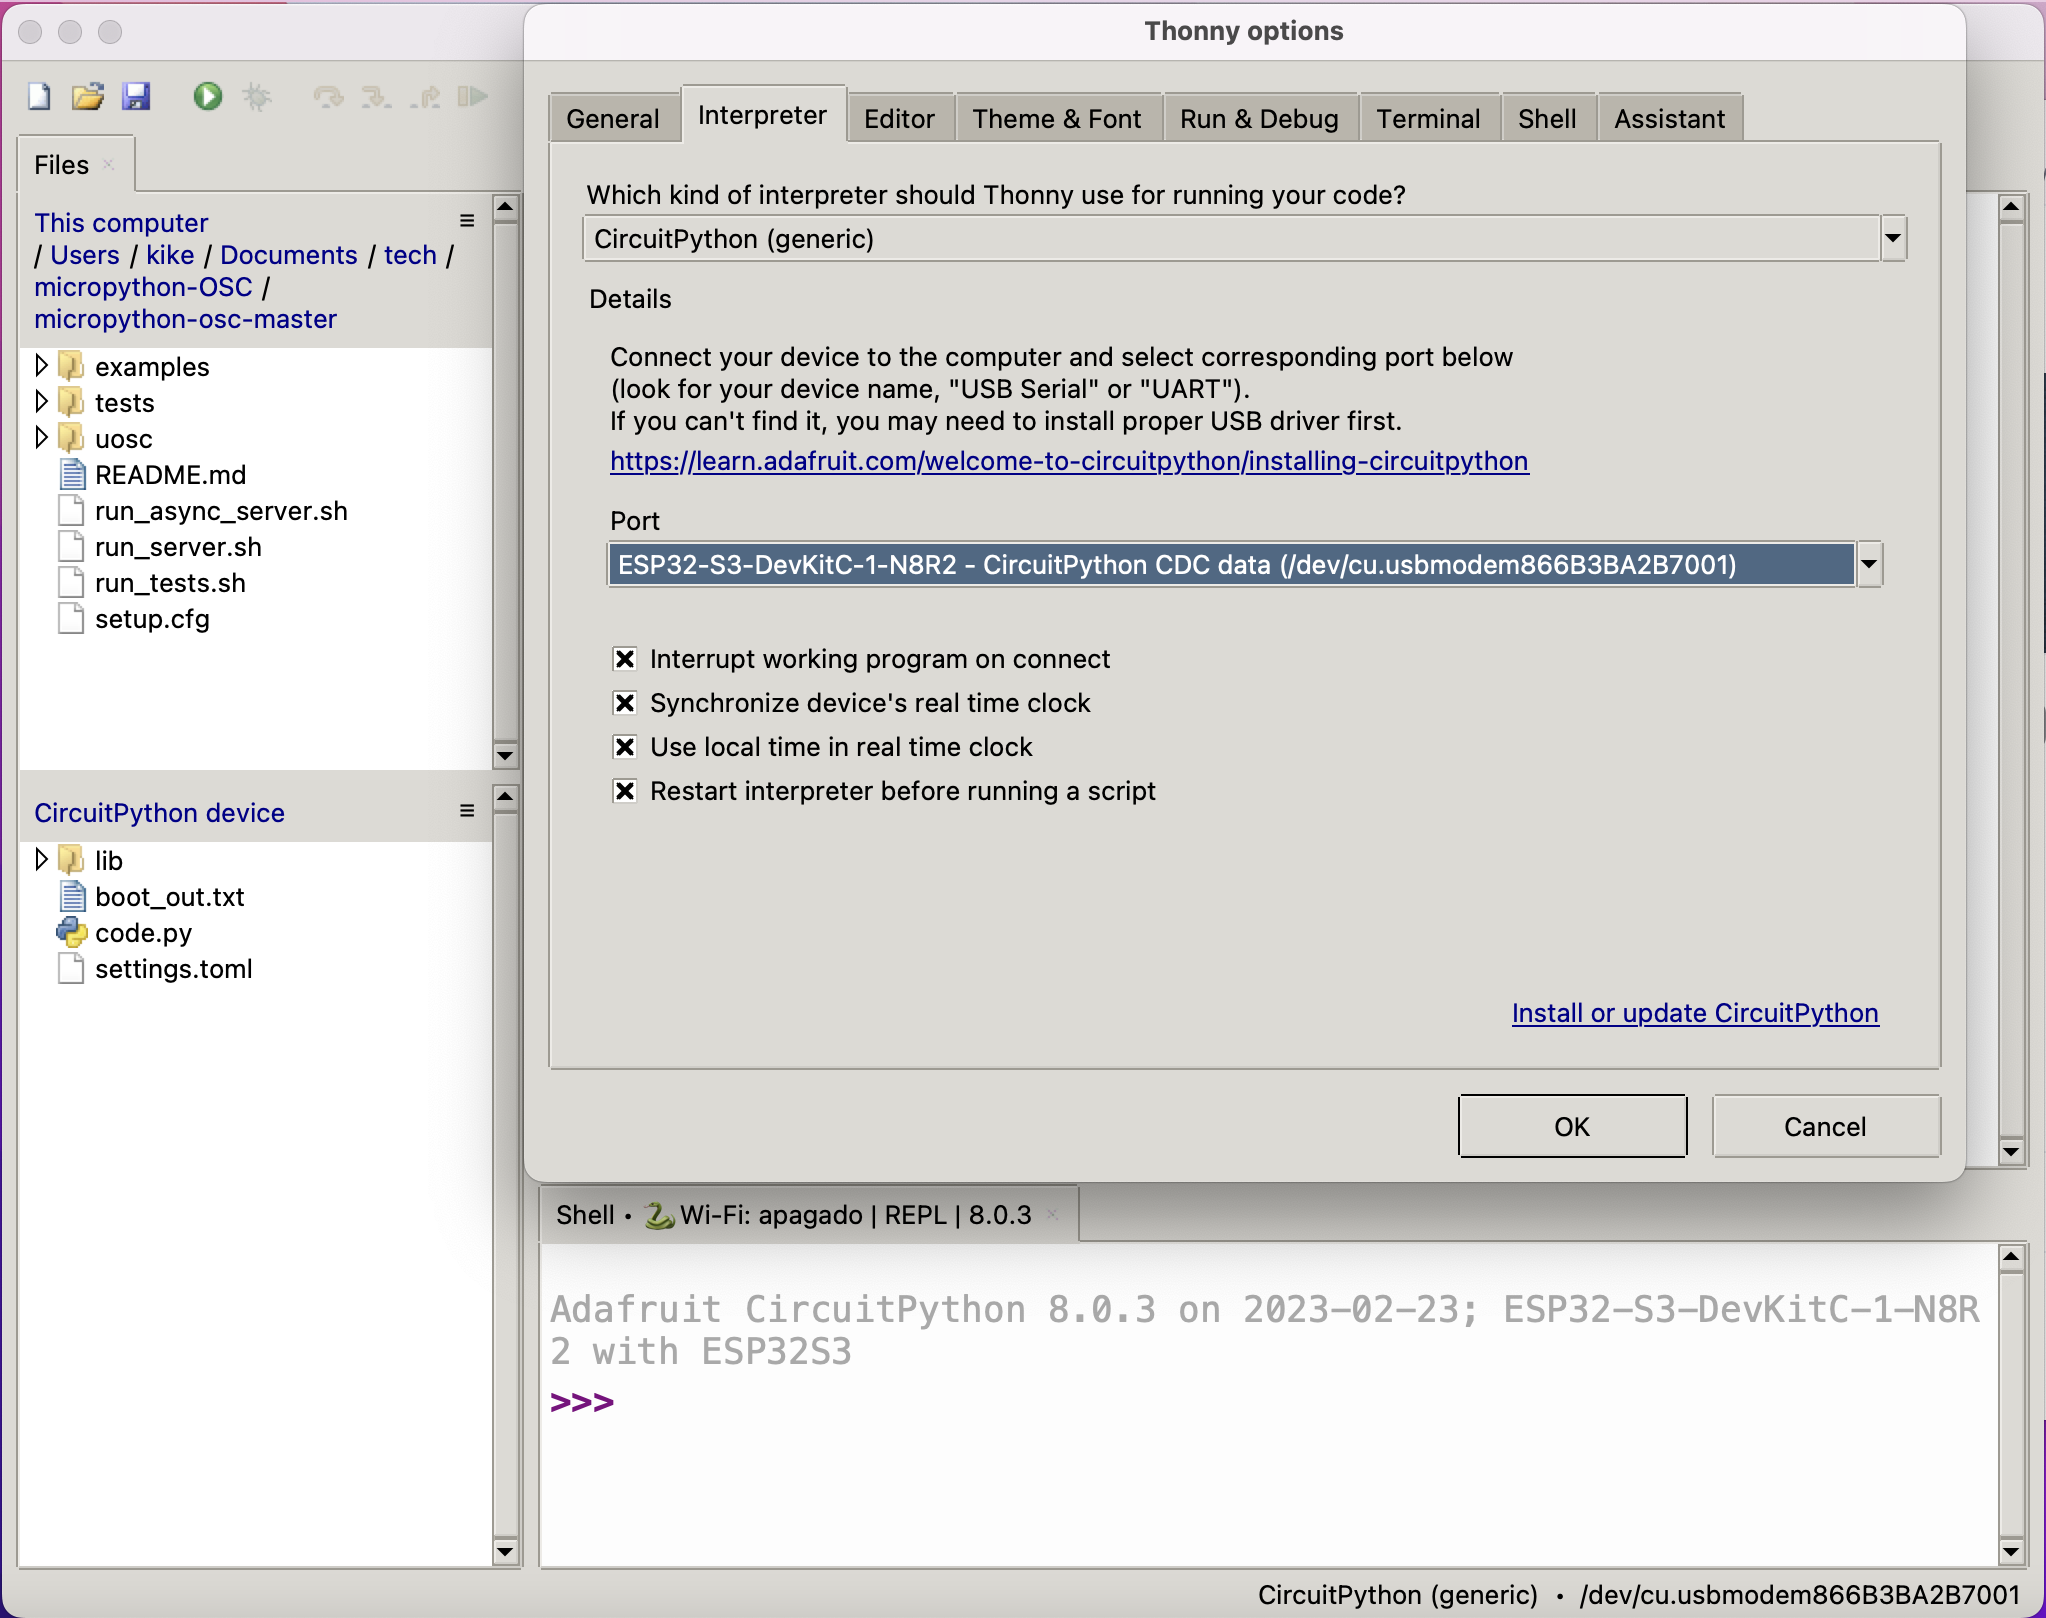 Thonny options
General
Interpreter
Editor
Theme & Font
Run & Debug
Terminal
Shell
Assistant
Files
This computer
/ Users / kike / Documents / tech /
micropython-OSC /
micropython-osc-master
examples
tests
uosc
README.md
run_async_server.sh
run_server.sh
run_tests.sh
setup.cfg
CircuitPython device
lib
boot_out.txt
code.py
settings.toml
Which kind of interpreter should Thonny use for running your code?
CircuitPython (generic)
Details
Connect your device to the computer and select corresponding port below
(look for your device name, "USB Serial" or "UART").
If you can't find it, you may need to install proper USB driver first.
https://learn.adafruit.com/welcome-to-circuitpython/installing-circuitpython
Port
ESP32-S3-DevKitC-1-N8R2 - CircuitPython CDC data (/dev/cu.usbmodem866B3BA2B7001)
Interrupt working program on connect
Synchronize device's real time clock
Use local time in real time clock
Restart interpreter before running a script
Install or update CircuitPython
OK
Cancel
Shell • 🐍 Wi-Fi: apagado | REPL | 8.0.3
Adafruit CircuitPython 8.0.3 on 2023-02-23; ESP32-S3-DevKitC-1-N8R
2 with ESP32S3
>>>
CircuitPython (generic) • /dev/cu.usbmodem866B3BA2B7001